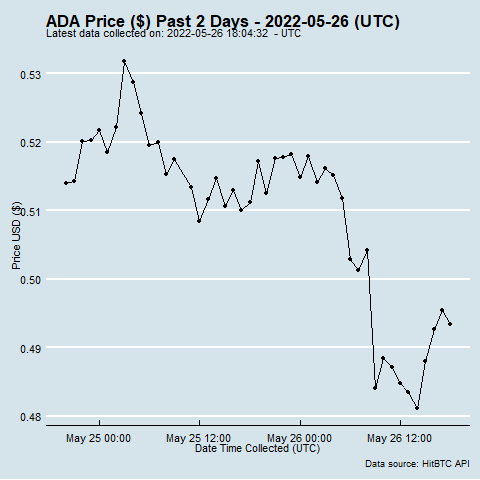 ADA Price ($) Past 2 Days - 2022-05-26 (UTC)
Latest data collected on: 2022-05-26 18:04:32 - UTC
0.53
0.52
0.51
0.50
0.49
0.48
Price USD ($)
May 25 00:00
May 25 12:00
May 26 00:00
May 26 12:00
Date Time Collected (UTC)
Data source: HitBTC API